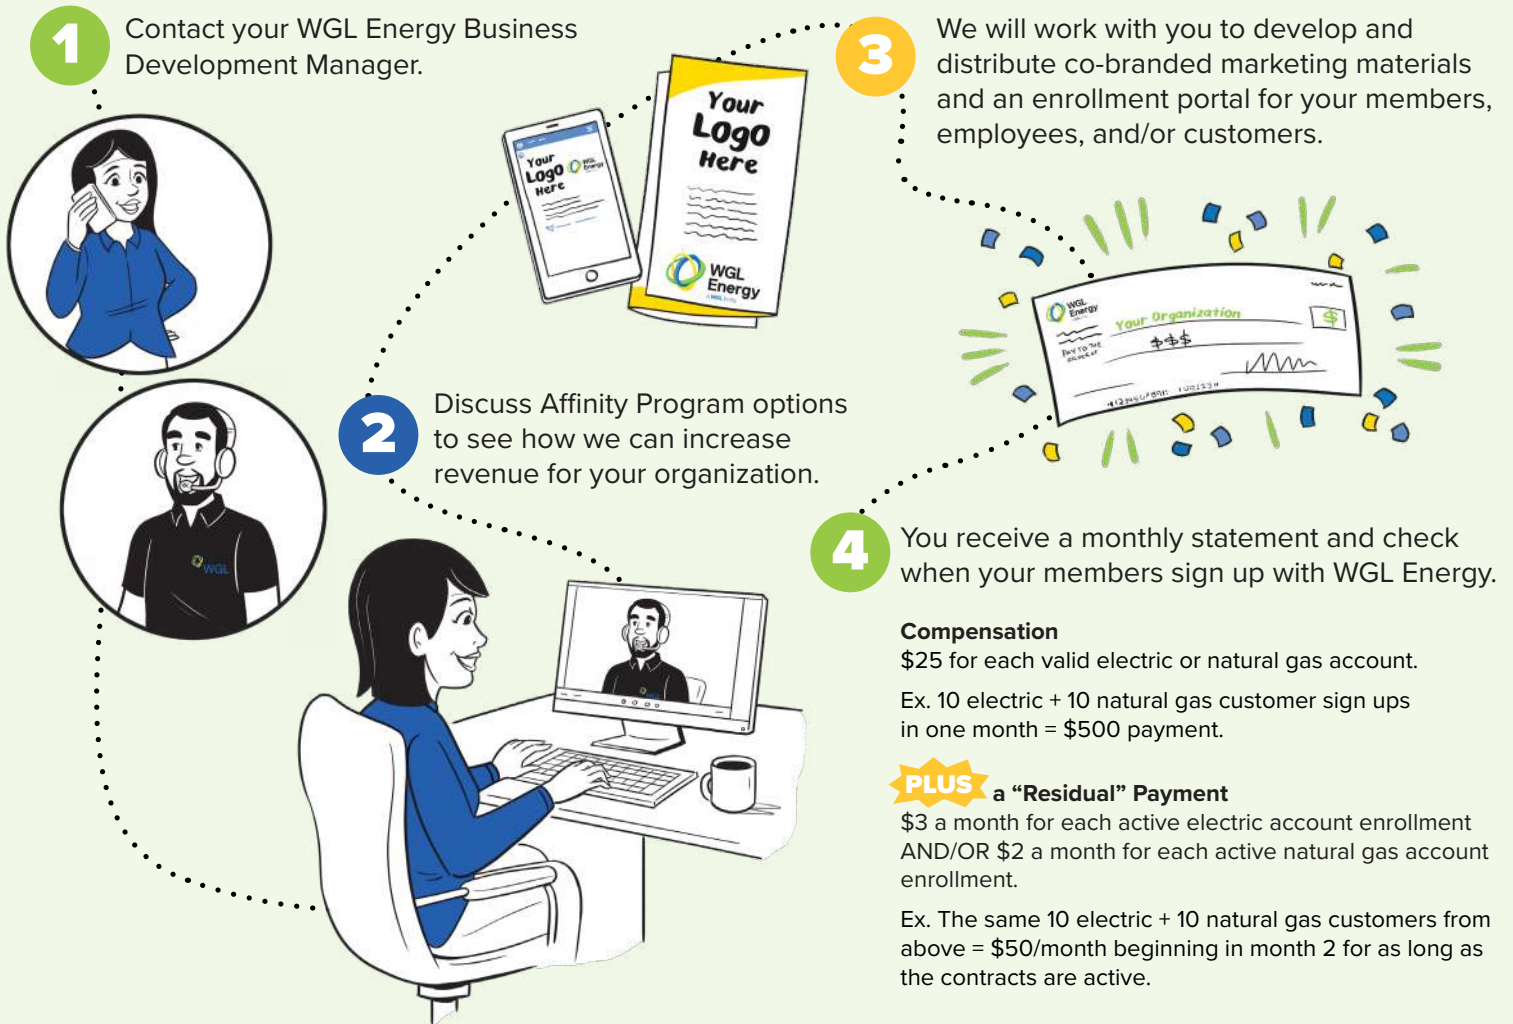 1
Contact your WGL Energy Business
Development Manager.
WGL
2
Discuss Affinity Program options
to see how we can increase
revenue for your organization.
Your
Logo
Here
WGL
Energy
Your
Logo
Here
WGL
Energy
3
We will work with you to develop and
distribute co-branded marketing materials
and an enrollment portal for your members,
employees, and/or customers.
WGL
Energy
Your Organization
$
PAY TO THE
ORDER OF
$$$
4
You receive a monthly statement and check
when your members sign up with WGL Energy.
Compensation
$25 for each valid electric or natural gas account.
Ex. 10 electric + 10 natural gas customer sign ups
in one month = $500 payment.
PLUS a “Residual” Payment
$3 a month for each active electric account enrollment
AND/OR $2 a month for each active natural gas account
enrollment.
Ex. The same 10 electric + 10 natural gas customers from
above = $50/month beginning in month 2 for as long as
the contracts are active.